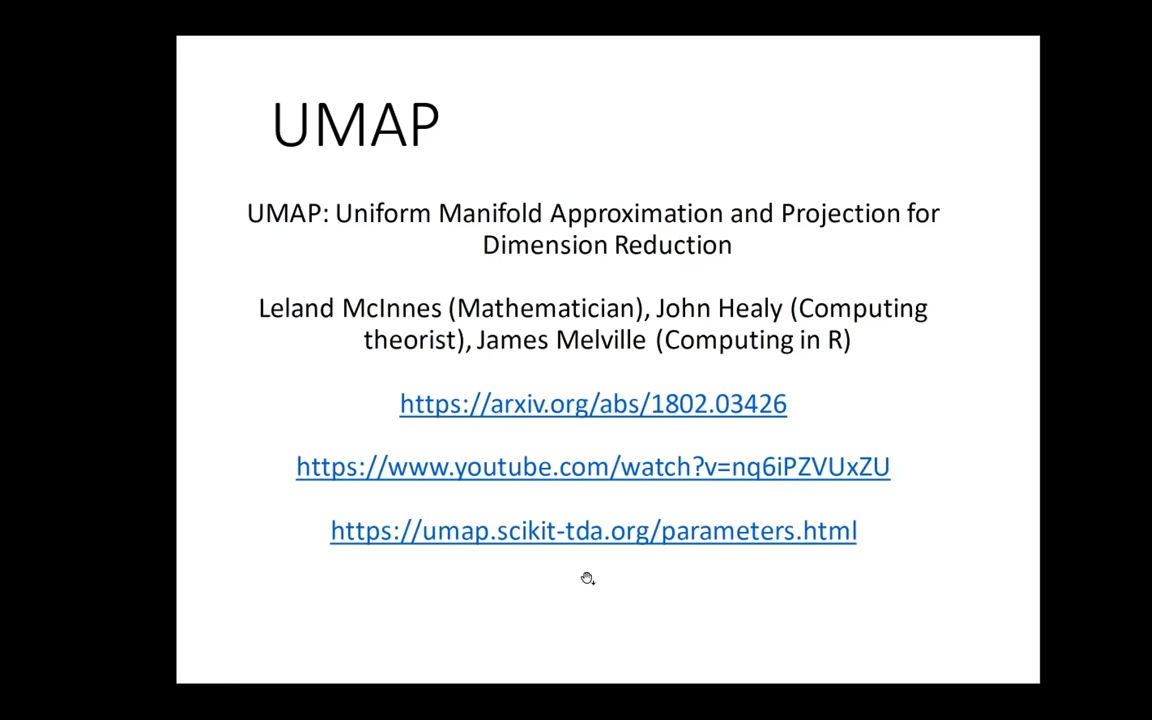 UMAP
UMAP: Uniform Manifold Approximation and Projection for
Dimension Reduction
Leland McInnes (Mathematician), John Healy (Computing
theorist), James Melville (Computing in R)
https://arxiv.org/abs/1802.03426
https://www.youtube.com/watch?v=nq6iPZVUxZU
https://umap.scikit-tda.org/parameters.html